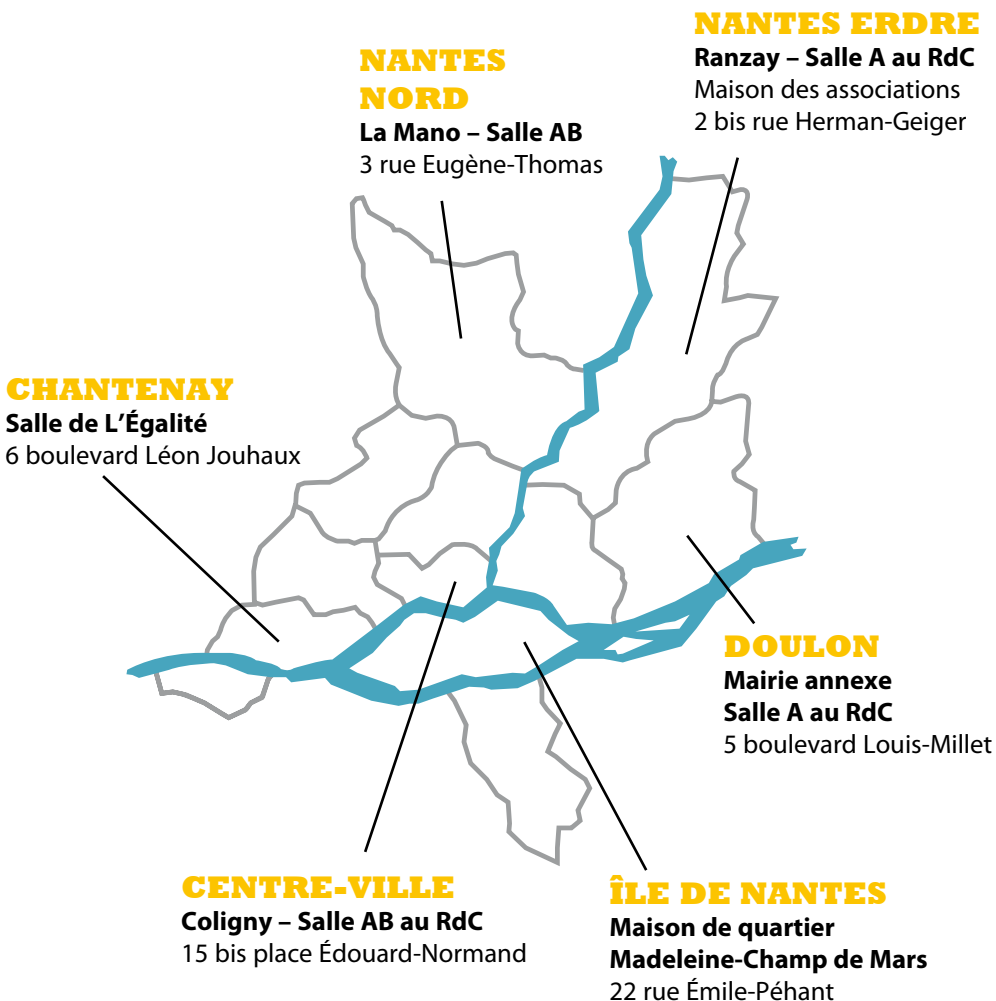 NANTES ERDRE
Ranzay – Salle A au RdC
Maison des associations
2 bis rue Herman-Geiger
NANTES
NORD
La Mano – Salle AB
3 rue Eugène-Thomas
CHANTENAY
Salle de L’Égalité
6 boulevard Léon Jouhaux
DOULON
Mairie annexe
Salle A au RdC
5 boulevard Louis-Millet
CENTRE-VILLE
Coligny – Salle AB au RdC
15 bis place Édouard-Normand
ÎLE DE NANTES
Maison de quartier
Madeleine-Champ de Mars
22 rue Émile-Péhant